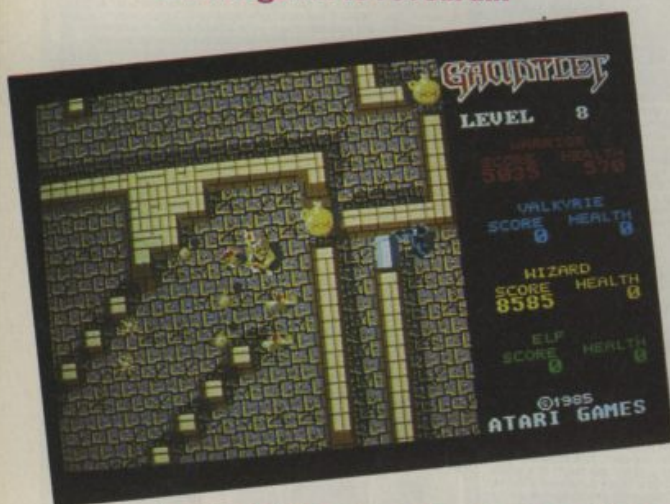 GAUNTLET
LEVEL 8
WARRIOR
SCORE HEALTH
5035 570
VALKYRIE
SCORE HEALTH
0 0
WIZARD
SCORE HEALTH
8585 0
ELF
SCORE HEALTH
0 0
©1985
ATARI GAMES